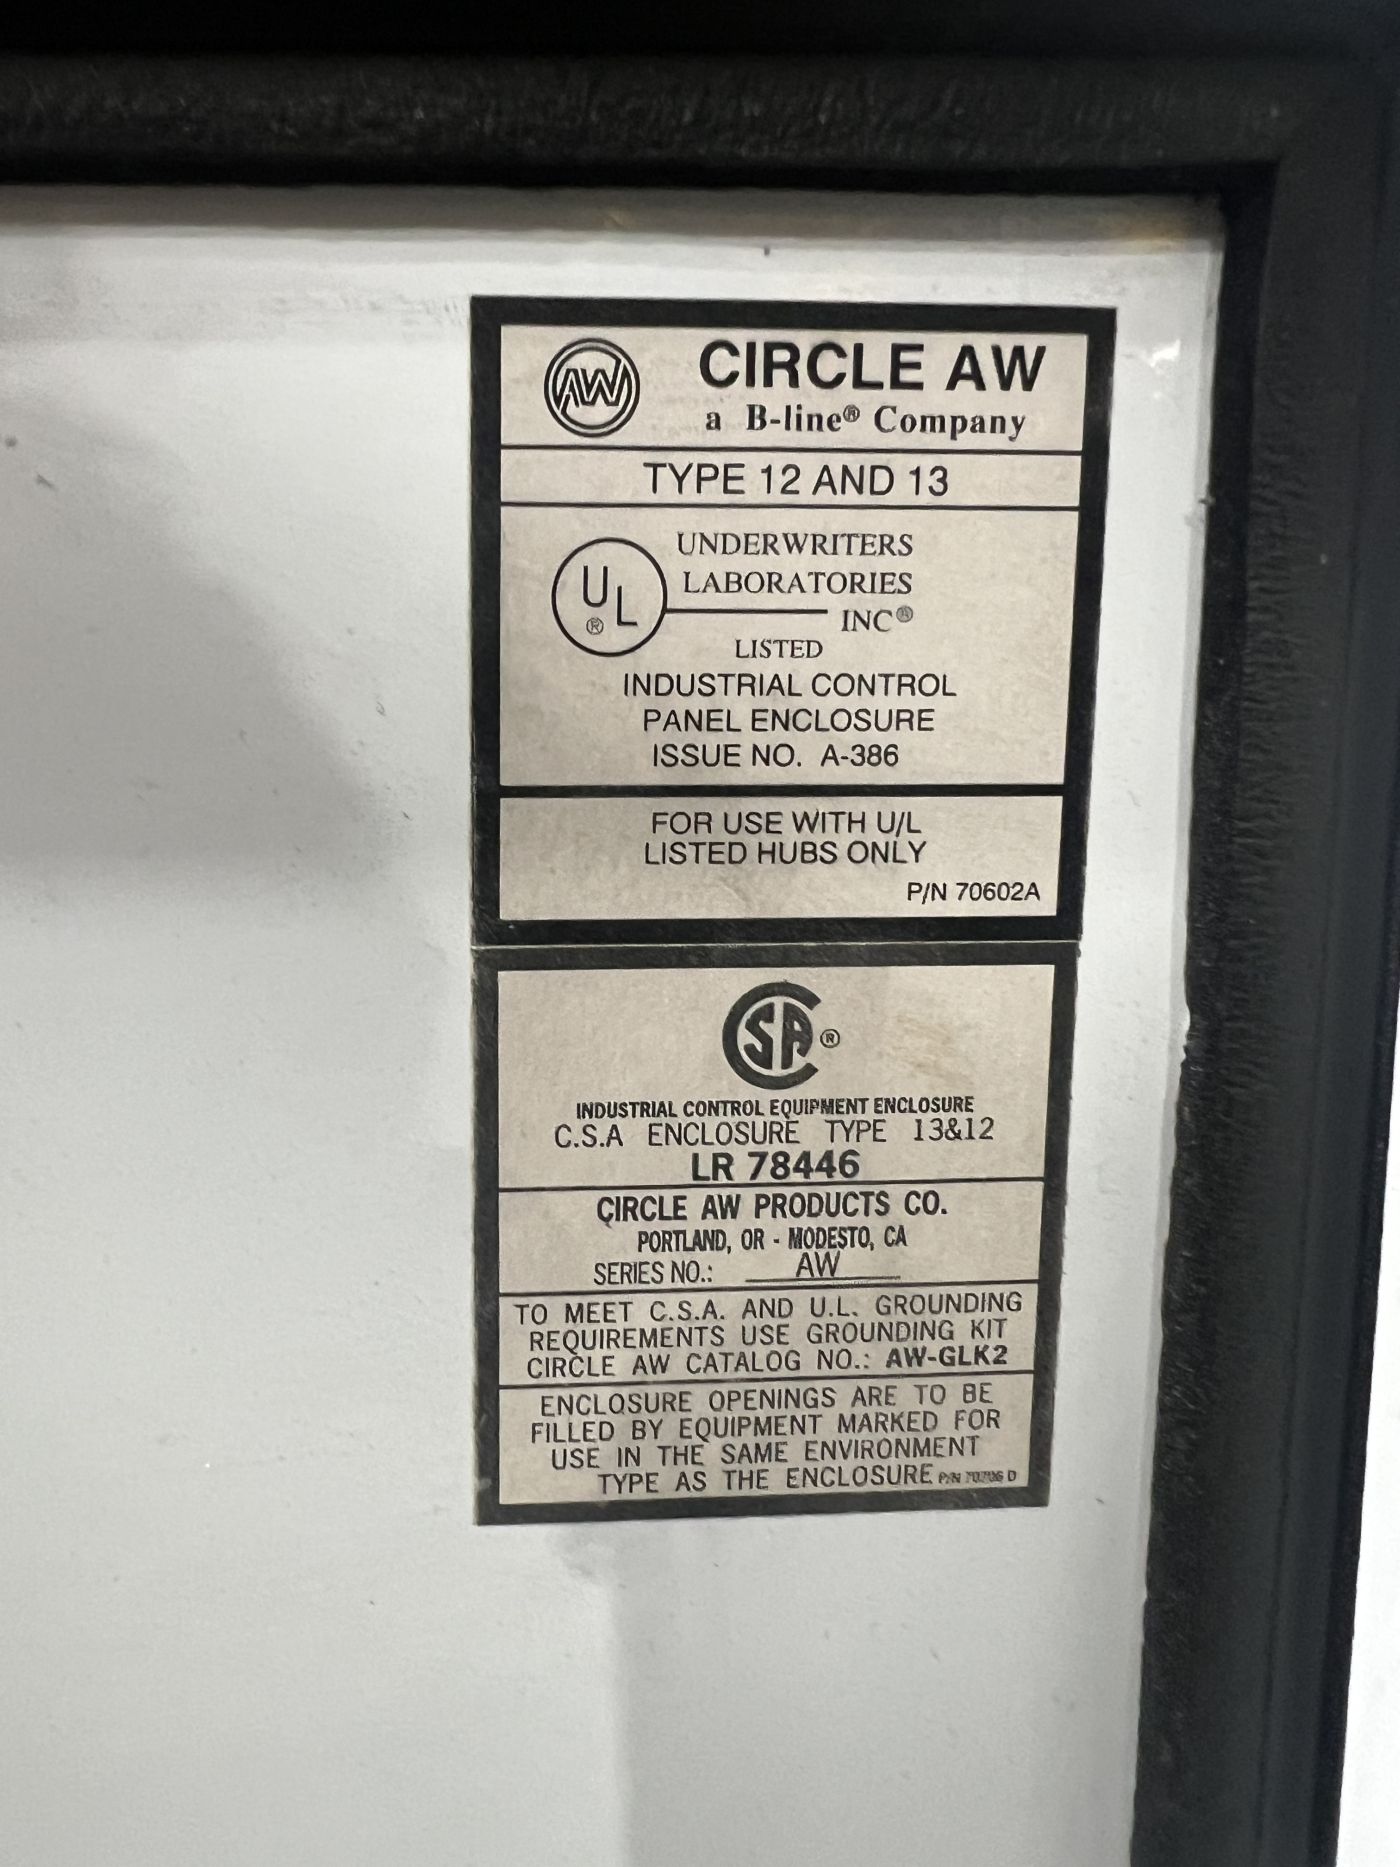 AW CIRCLE AW
a B-line® Company
TYPE 12 AND 13
UL ® UNDERWRITERS
LABORATORIES
INC®
LISTED
INDUSTRIAL CONTROL
PANEL ENCLOSURE
ISSUE NO. A-386
FOR USE WITH U/L
LISTED HUBS ONLY
P/N 70602A
CSA ®
INDUSTRIAL CONTROL EQUIPMENT ENCLOSURE
C.S.A ENCLOSURE TYPE 13&12
LR 78446
CIRCLE AW PRODUCTS CO.
PORTLAND, OR - MODESTO, CA
SERIES NO.: AW
TO MEET C.S.A. AND U.L. GROUNDING
REQUIREMENTS USE GROUNDING KIT
CIRCLE AW CATALOG NO.: AW-GLK2
ENCLOSURE OPENINGS ARE TO BE
FILLED BY EQUIPMENT MARKED FOR
USE IN THE SAME ENVIRONMENT
TYPE AS THE ENCLOSURE P/N D